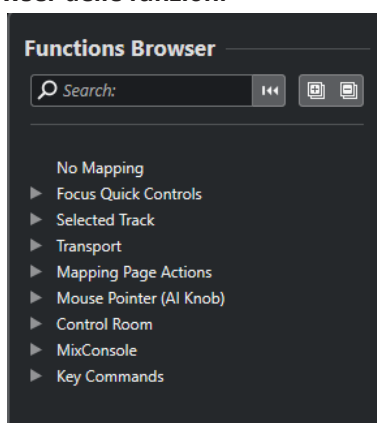 Functions Browser
Search:
No Mapping
Focus Quick Controls
Selected Track
Transport
Mapping Page Actions
Mouse Pointer (AI Knob)
Control Room
MixConsole
Key Commands